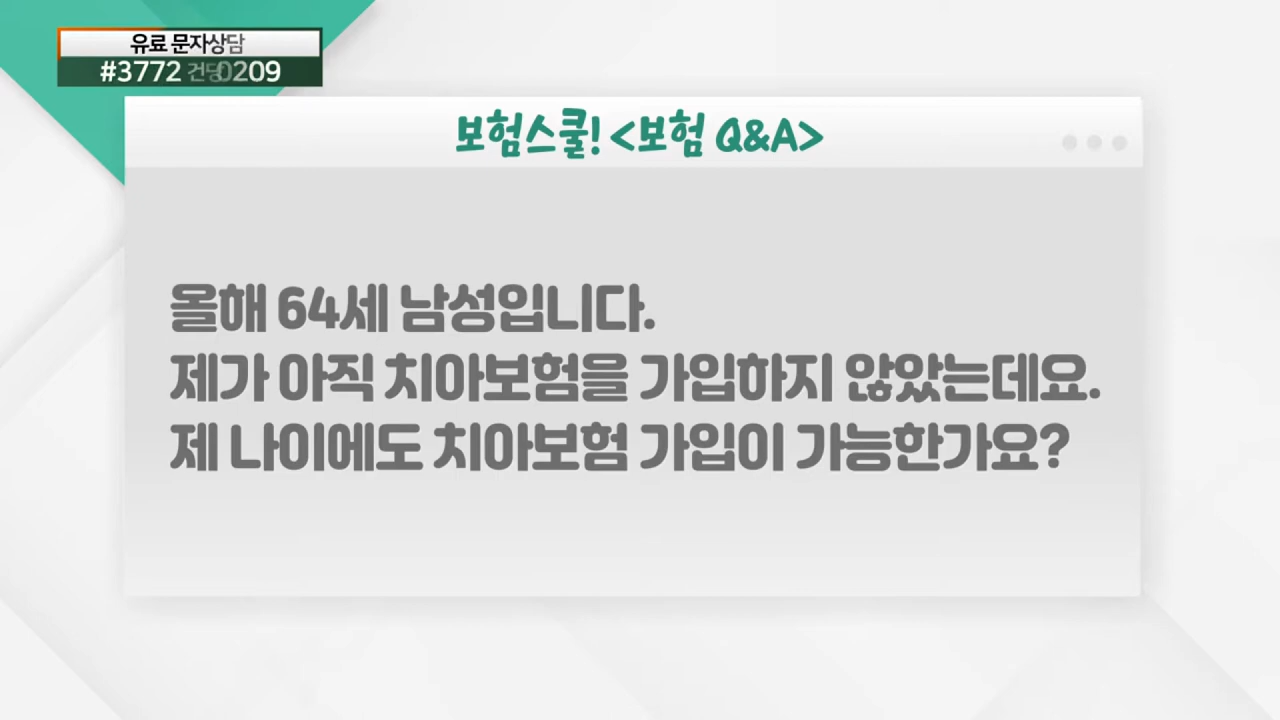 유료 문자상담
#3772 0209
보험스쿨! <보험 Q&A>
올해 64세 남성입니다.
제가 아직 치아보험을 가입하지 않았는데요.
제 나이에도 치아보험 가입이 가능한가요?